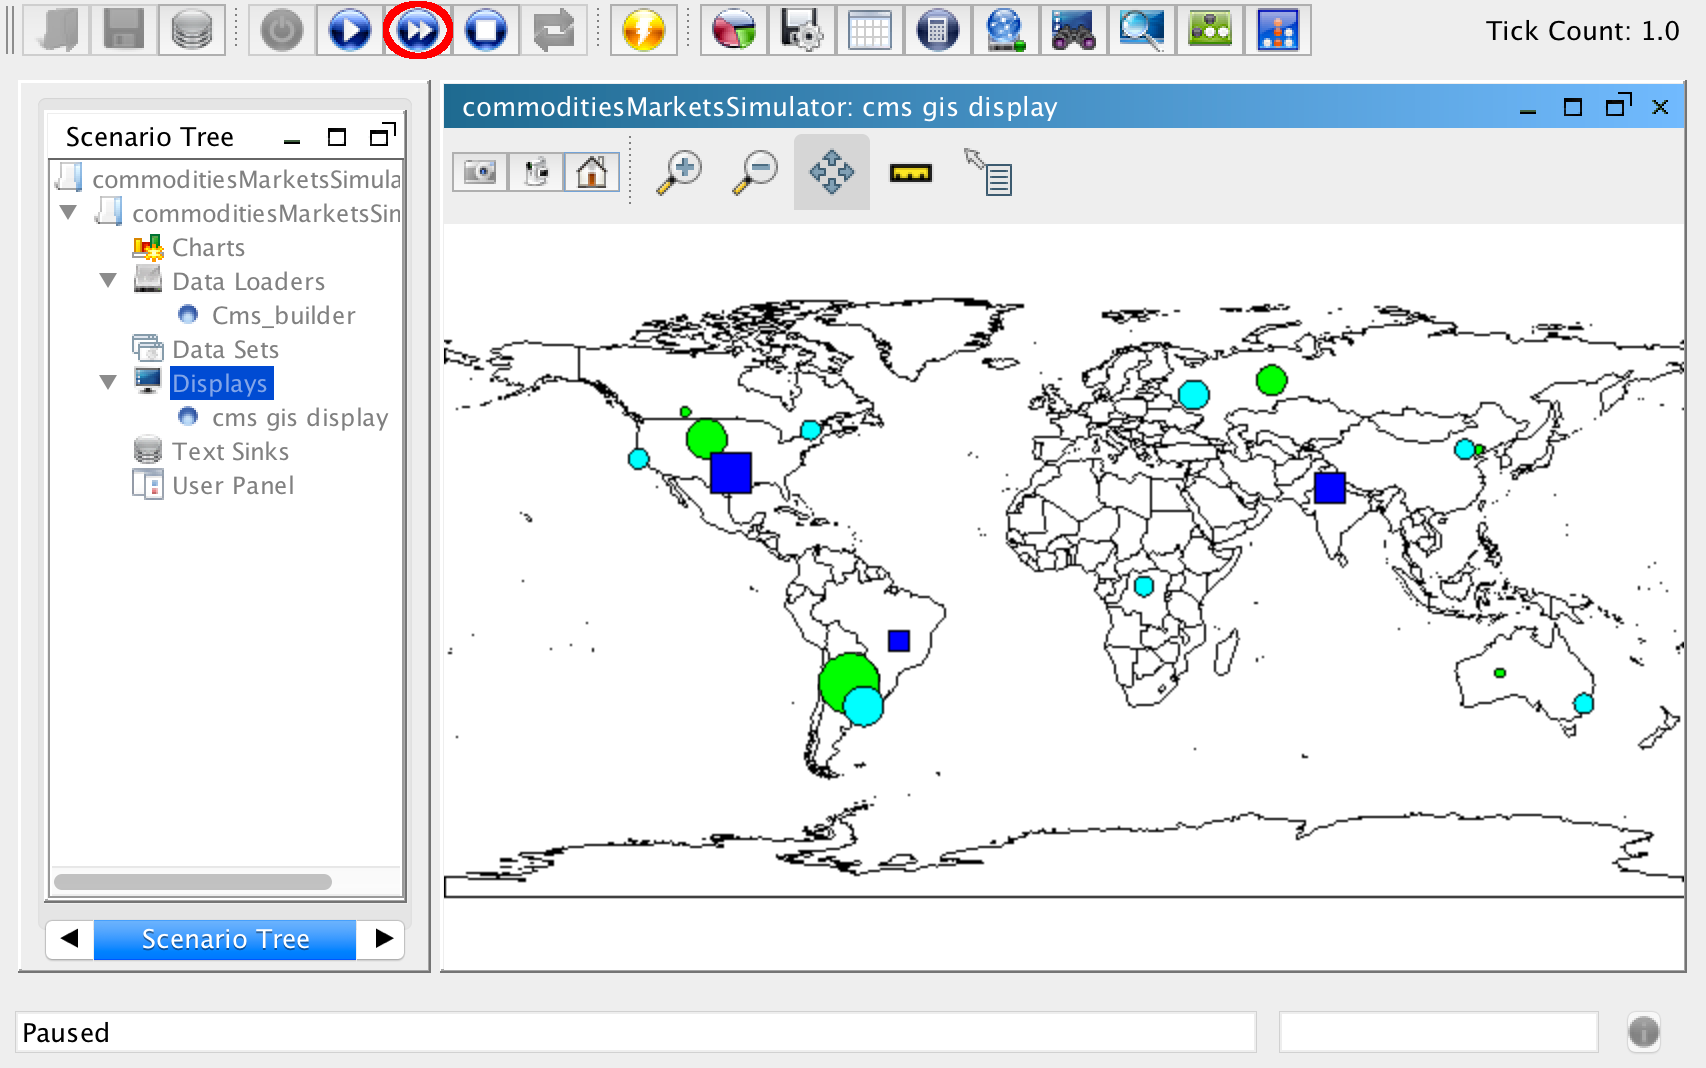 Tick Count: 1.0
commoditiesMarketsSimulator: cms gis display
Scenario Tree
commoditiesMarketsSimula
commoditiesMarketsSin
Charts
Data Loaders
Cms_builder
Data Sets
Displays
cms gis display
Text Sinks
User Panel
Scenario Tree
Paused